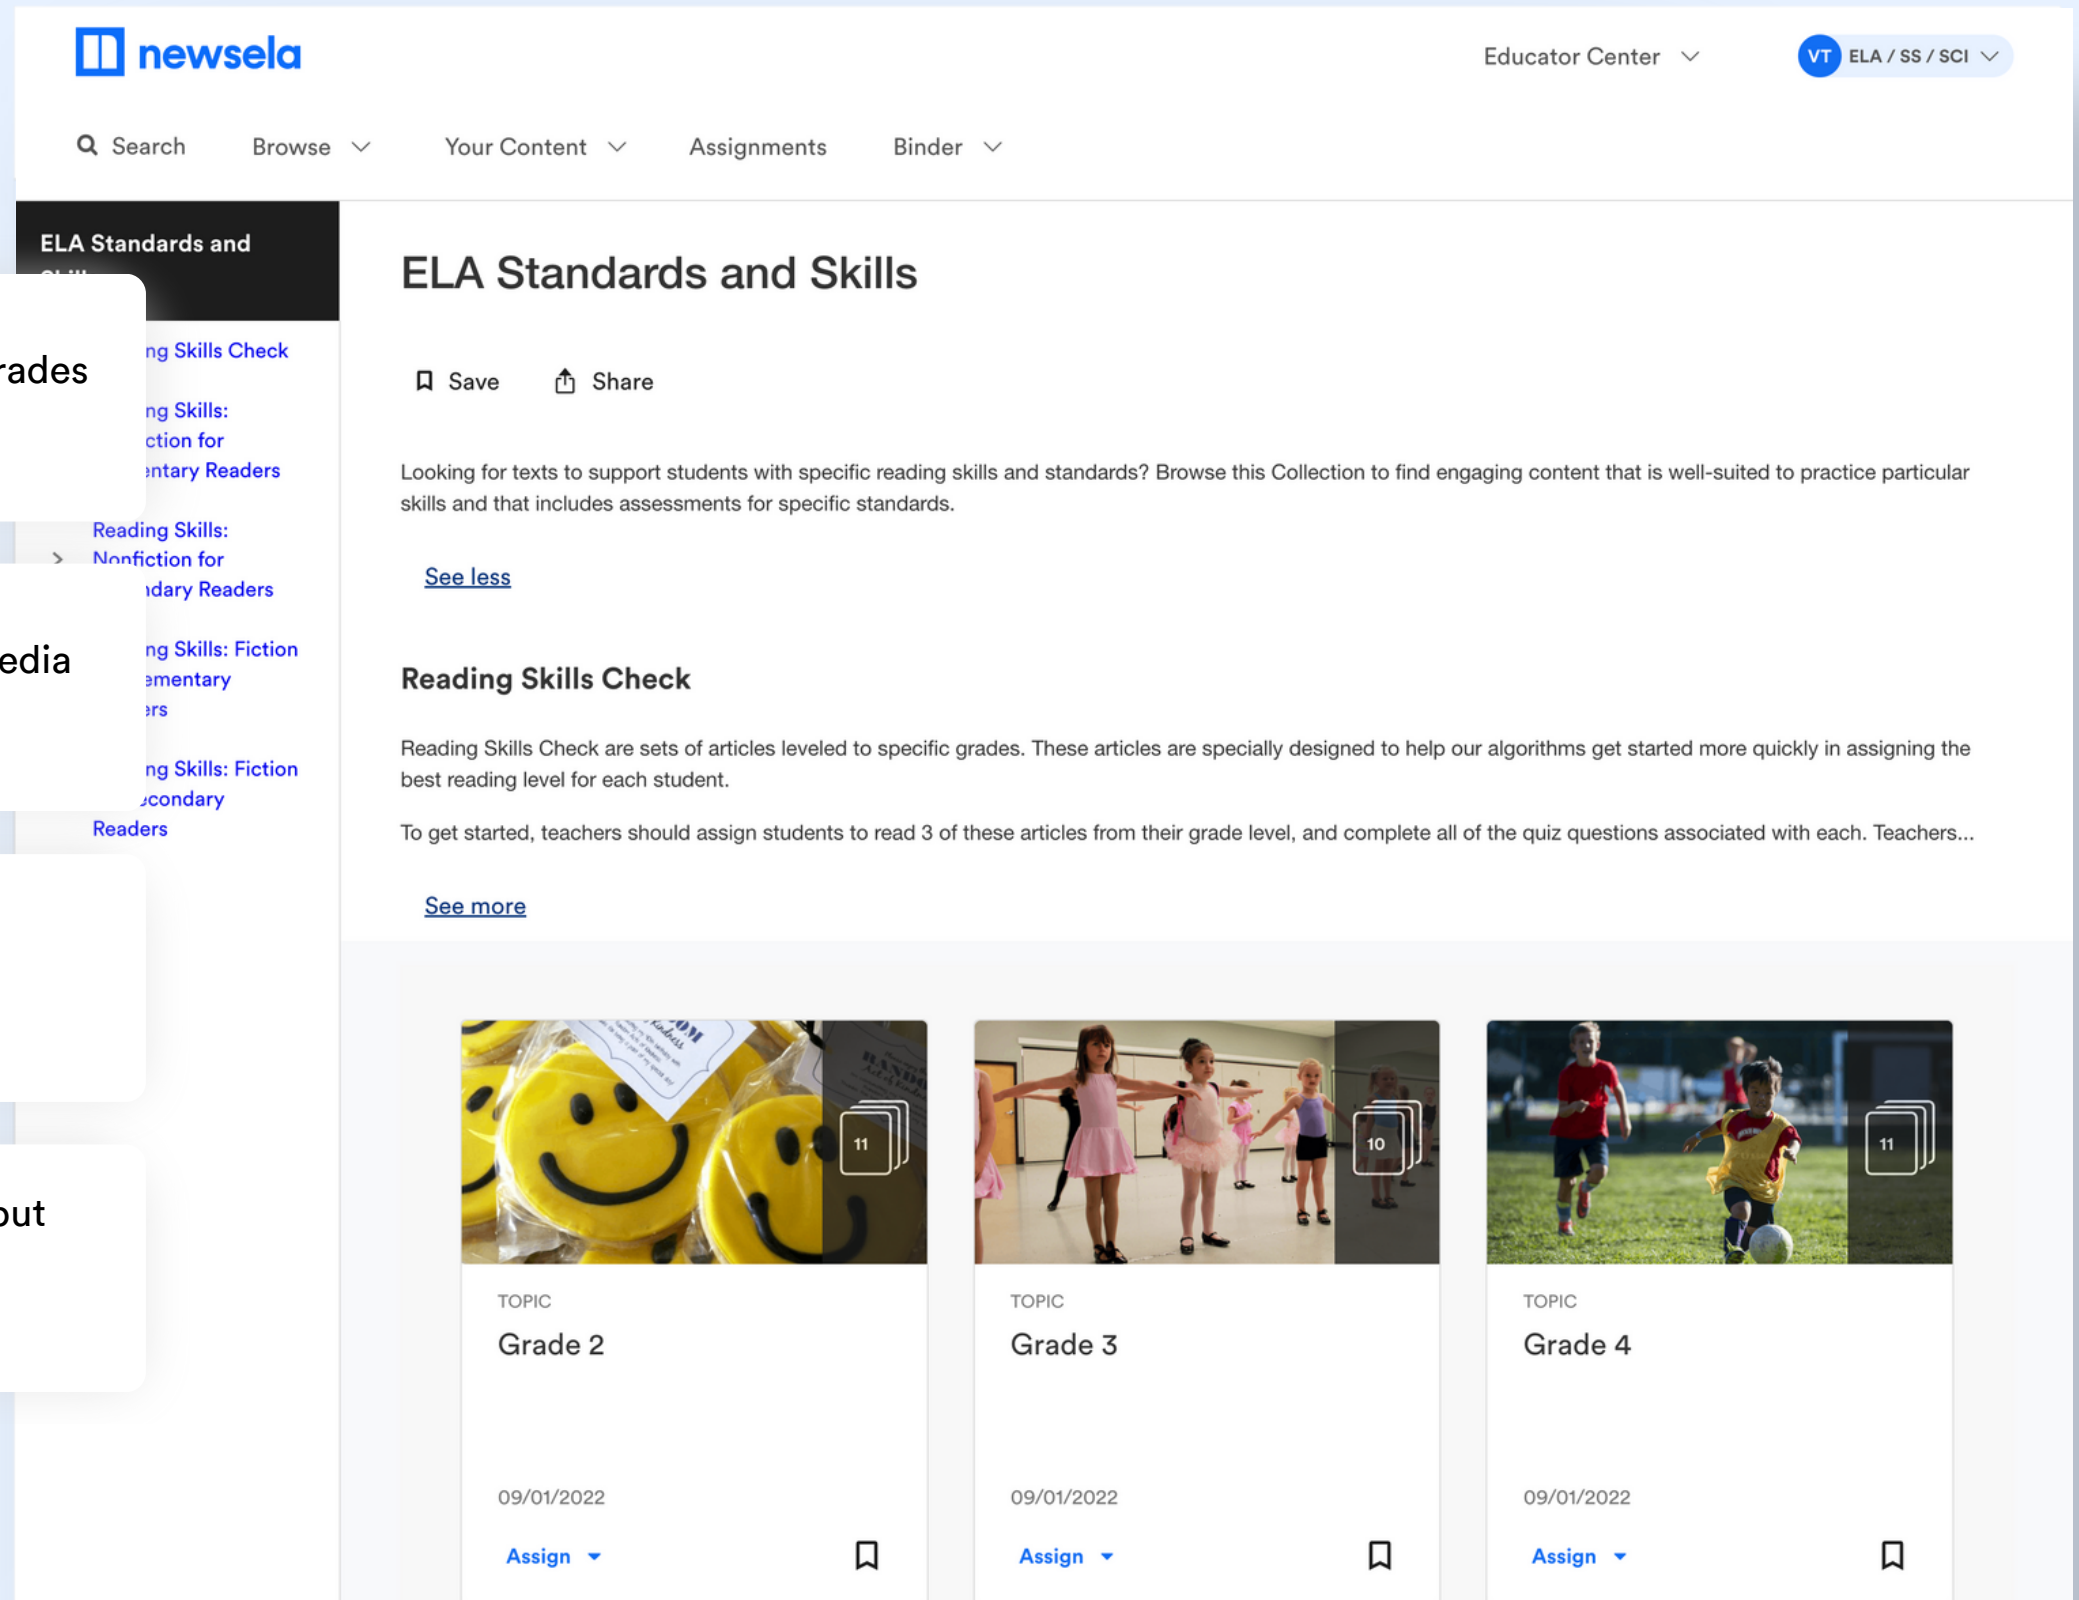 newsela
Educator Center
VT ELA / SS / SCI
Search Browse Your Content Assignments Binder
ELA Standards and
rades
ng Skills Check
ng Skills:
ction for
entary Readers
Reading Skills:
Nonfiction for
ndary Readers
edia
ng Skills: Fiction
ementary
ers
ng Skills: Fiction
econdary
Readers
out
ELA Standards and Skills
Save Share
Looking for texts to support students with specific reading skills and standards? Browse this Collection to find engaging content that is well-suited to practice particular
skills and that includes assessments for specific standards.
See less
Reading Skills Check
Reading Skills Check are sets of articles leveled to specific grades. These articles are specially designed to help our algorithms get started more quickly in assigning the
best reading level for each student.
To get started, teachers should assign students to read 3 of these articles from their grade level, and complete all of the quiz questions associated with each. Teachers...
See more
11
TOPIC
Grade 2
09/01/2022
Assign
10
TOPIC
Grade 3
09/01/2022
Assign
11
TOPIC
Grade 4
09/01/2022
Assign